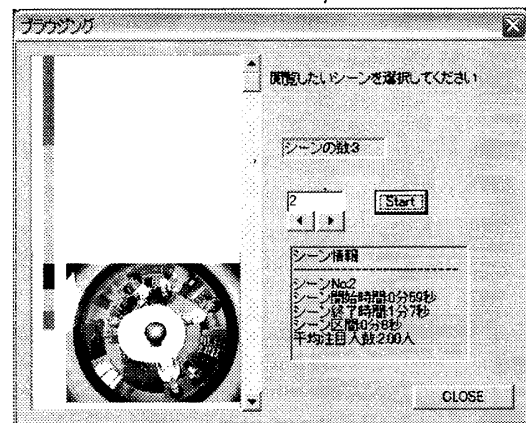 ブラウジング
閲覧したいシーンを選択してください
シーンの数:3
2
Start
シーン情報
シーンNo.2
シーン開始時間:0分59秒
シーン終了時間:1分7秒
シーン区間:0分8秒
平均注目人数:2.00人
CLOSE